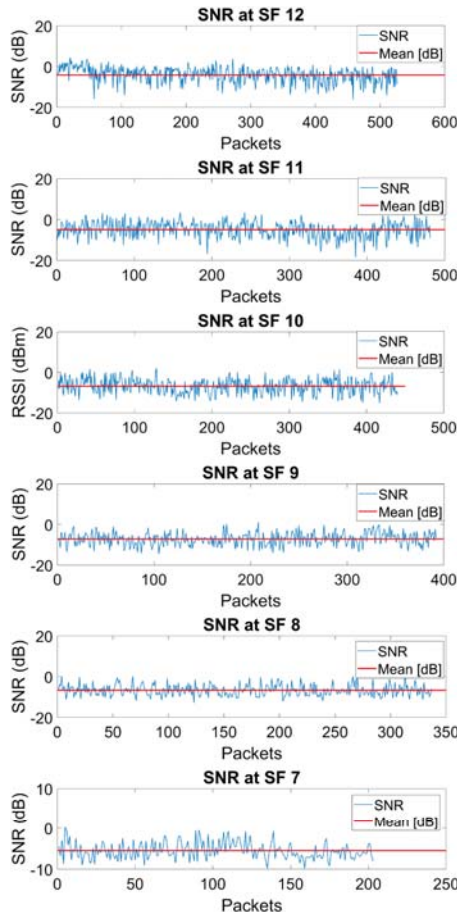 SNR at SF 12
20
0
-20
SNR (dB)
SNR
Mean [dB]
0 100 200 300 400 500 600
Packets
SNR at SF 11
20
0
-20
SNR (dB)
SNR
Mean [dB]
0 100 200 300 400 500
Packets
SNR at SF 10
20
0
-20
RSSI (dBm)
SNR
Mean [dB]
0 100 200 300 400 500
Packets
SNR at SF 9
20
0
-20
SNR (dB)
SNR
Mean [dB]
0 100 200 300 400
Packets
SNR at SF 8
20
0
-20
SNR (dB)
SNR
Mean [dB]
0 50 100 150 200 250 300 350
Packets
SNR at SF 7
10
0
-10
SNR (dB)
SNR
Mean [dB]
0 50 100 150 200 250
Packets